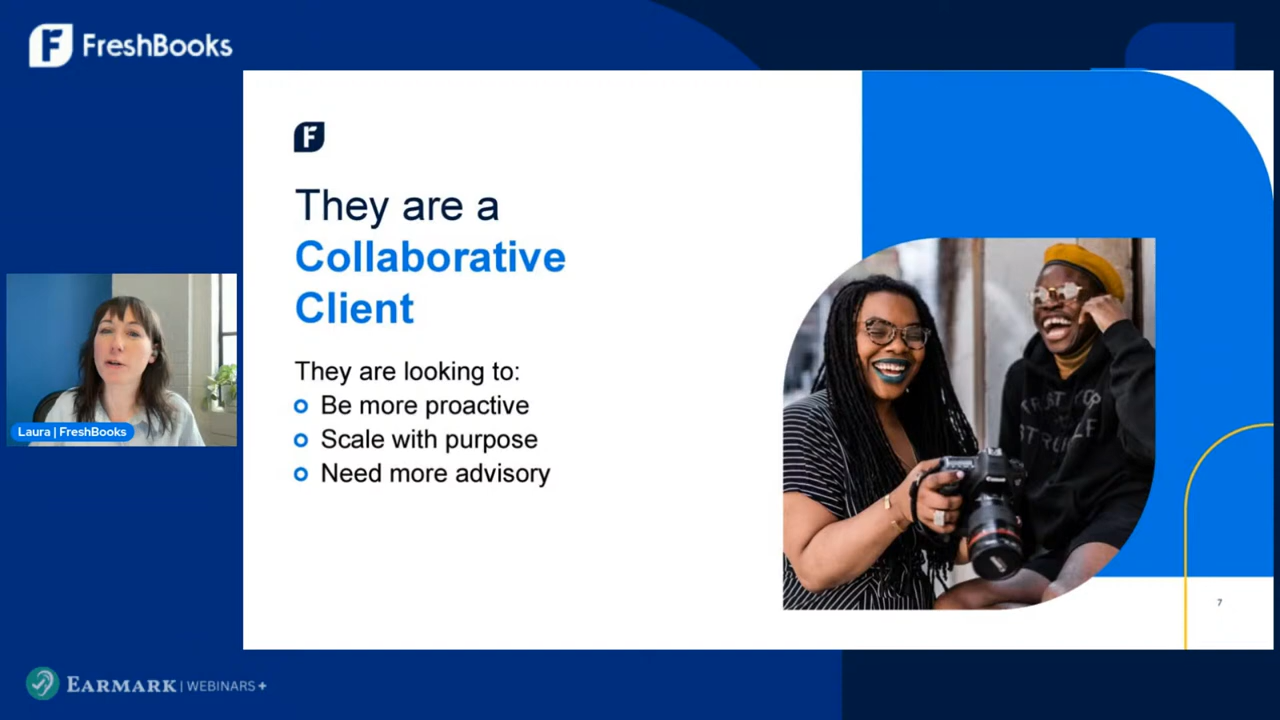 FreshBooks
They are a
Collaborative
Client
They are looking to:
Be more proactive
Scale with purpose
Need more advisory
Canon
7
Laura | FreshBooks
EARMARK | WEBINARS +